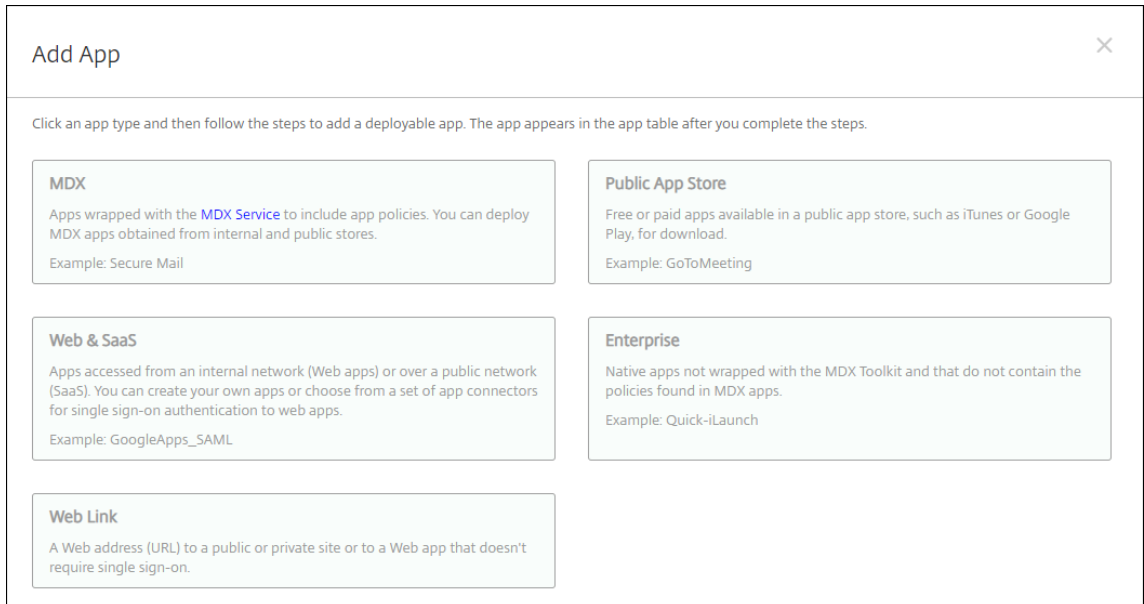 Add App
Click an app type and then follow the steps to add a deployable app. The app appears in the app table after you complete the steps.
MDX
Apps wrapped with the MDX Service to include app policies. You can deploy
MDX apps obtained from internal and public stores.
Example: Secure Mail
Public App Store
Free or paid apps available in a public app store, such as iTunes or Google
Play, for download.
Example: GoToMeeting
Web & SaaS
Apps accessed from an internal network (Web apps) or over a public network
(SaaS). You can create your own apps or choose from a set of app connectors
for single sign-on authentication to web apps.
Example: GoogleApps_SAML
Enterprise
Native apps not wrapped with the MDX Toolkit and that do not contain the
policies found in MDX apps.
Example: Quick-iLaunch
Web Link
A Web address (URL) to a public or private site or to a Web app that doesn't
require single sign-on.